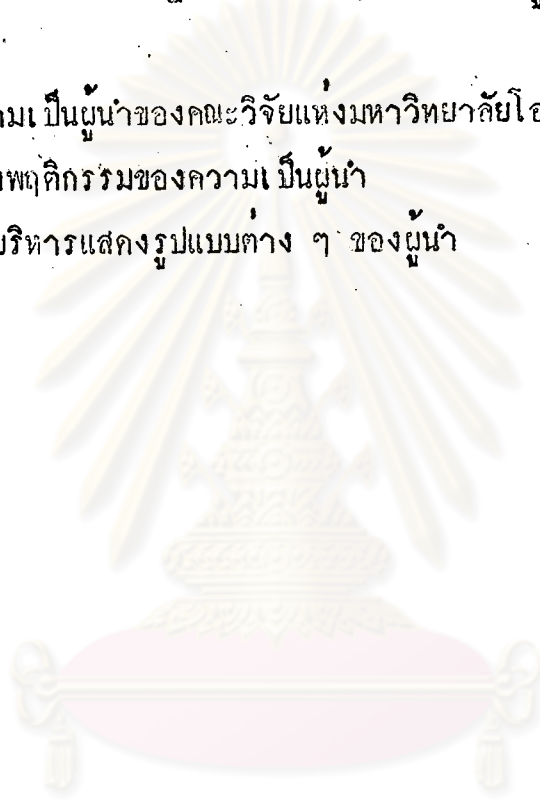 ามเป็นผู้นำของคณะวิจัยแห่งมหาวิทยาลัยโอ
พฤติกรรมของความเป็นผู้นำ
บริหารแสดงรูปแบบต่าง ๆ ของผู้นำ